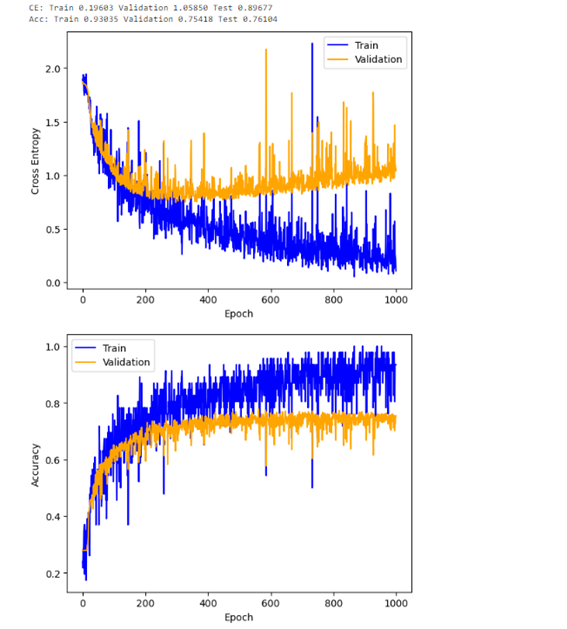 CE: Train 0.19603 Validation 1.05850 Test 0.89677
Acc: Train 0.93035 Validation 0.75418 Test 0.76104
Train
Validation
2.0
1.5
1.0
0.5
0.0
Cross Entropy
0 200 400 600 800 1000
Epoch
Train
Validation
1.0
0.8
0.6
0.4
0.2
Accuracy
0 200 400 600 800 1000
Epoch